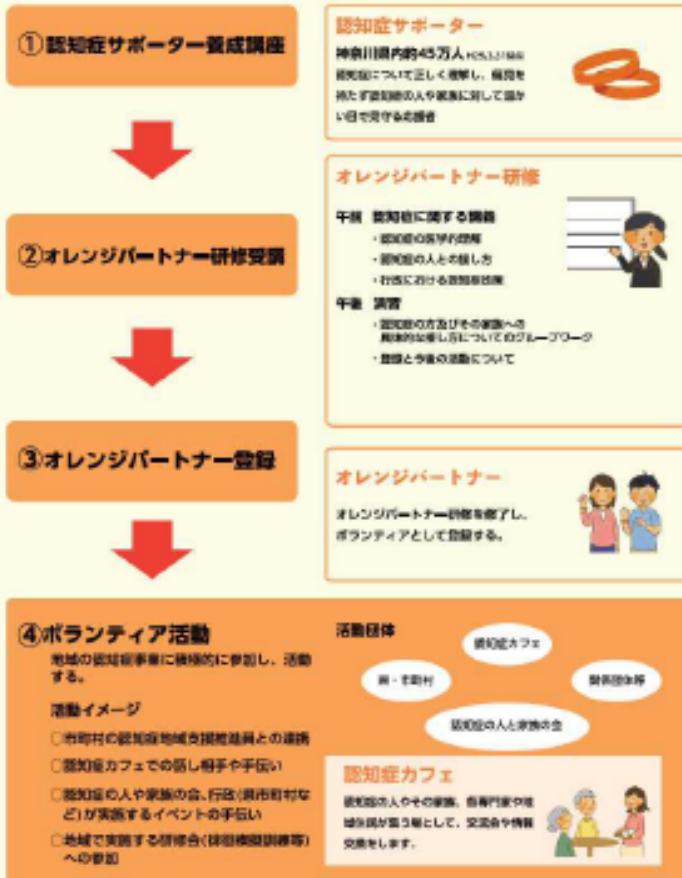 ①認知症サポーター養成講座
認知症サポーター
神奈川県内約45万人
認知症について正しく理解し、偏見を
持たず認知症の人や家族に対して温か
い目で見守る応援者
②オレンジパートナー研修受講
オレンジパートナー研修
午前 認知症に関する講義
・認知症の医学的理解
・認知症の人との接し方
・行政における認知症施策
午後 演習
・認知症の方及びその家族への
具体的な接し方についてのグループワーク
・登録と今後の活動について
③オレンジパートナー登録
オレンジパートナー
オレンジパートナー研修を修了し、
ボランティアとして登録する。
④ボランティア活動
地域の認知症事業に積極的に参加し、活動
する。
活動イメージ
○市町村の認知症地域支援推進員との連携
○認知症カフェでの話し相手や手伝い
○認知症の人や家族の会、行政(県市町村な
ど)が実施するイベントの手伝い
○地域で実施する研修会(徘徊模擬訓練等)
への参加
活動団体
認知症カフェ
県・市町村
関係団体等
認知症の人と家族の会
認知症カフェ
認知症の人やその家族、各専門家や地
域住民が集う場として、交流会や情報
交換をします。